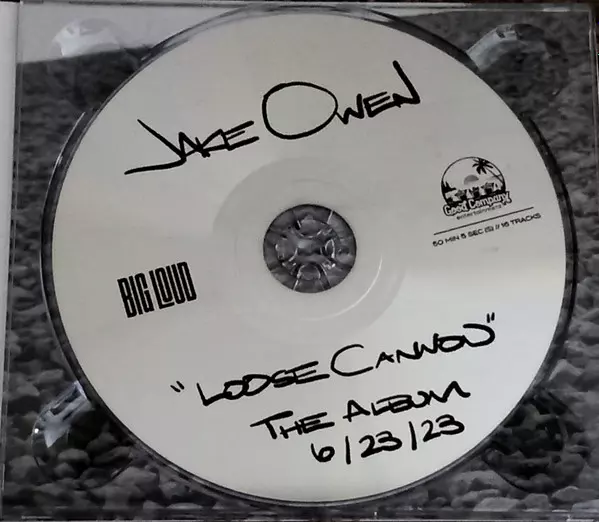 JAKE OWEN
Good Company
entertainment
50 MIN 5 SEC (S) // 16 TRACKS
BIG LOUD
"LOOSE CANNON"
THE ALBUM
6/23/23